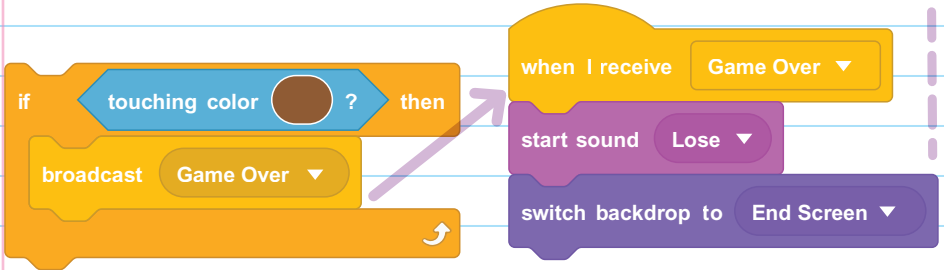 if touching color ? then
broadcast Game Over
when I receive Game Over
start sound Lose
switch backdrop to End Screen